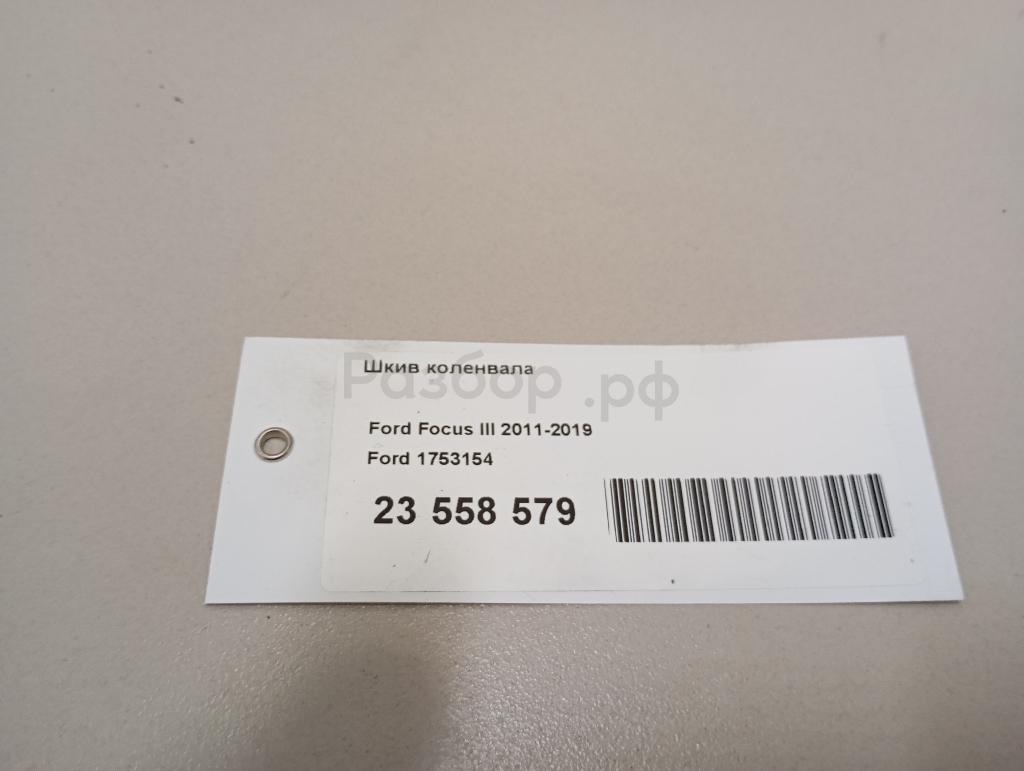 Шкив коленвала
Разбор.рф
Ford Focus III 2011-2019
Ford 1753154
23 558 579